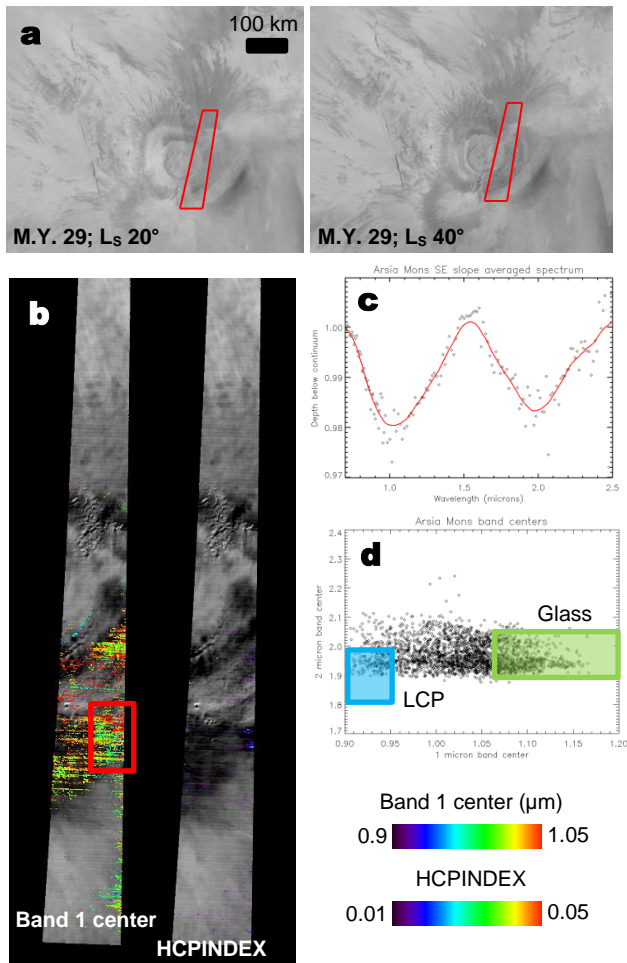 a
100 km
M.Y. 29; LS 20°
M.Y. 29; LS 40°
b
Band 1 center
HCPINDEX
Arsia Mons SE slope averaged spectrum
c
Depth below continuum
1.00
0.99
0.98
0.97
1.0
1.5
2.0
2.5
Wavelength (microns)
Arsia Mons band centers
d
2 micron band center
2.4
2.3
2.2
2.1
2.0
1.9
1.8
1.7
Glass
LCP
0.90
0.95
1.00
1.05
1.10
1.15
1.20
1 micron band center
Band 1 center (µm)
0.9
1.05
HCPINDEX
0.01
0.05